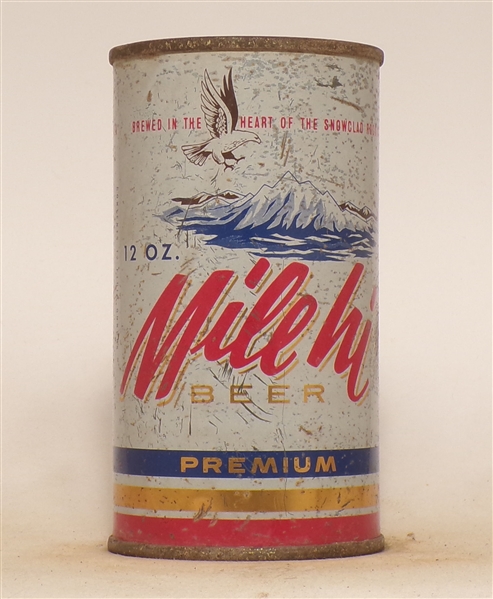 BREWED IN THE HEART OF THE SNOWCLAD
12 OZ.
Mile hi
BEER
PREMIUM